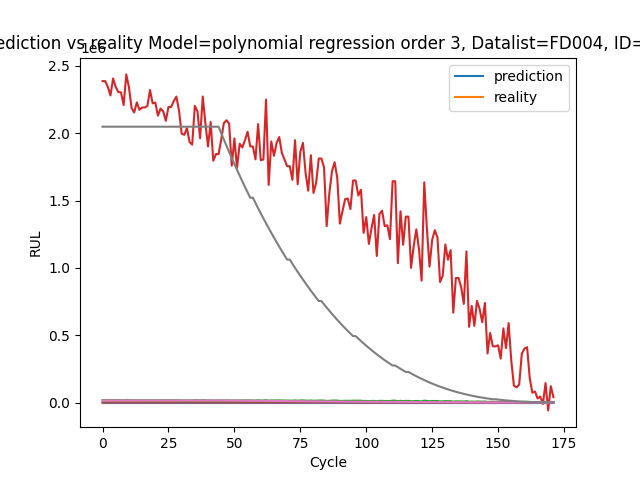 ediction vs reality Model=polynomial regression order 3, Datalist=FD004, ID=
1e6
prediction
reality
2.5
2.0
1.5
1.0
0.5
0.0
RUL
0 25 50 75 100 125 150 175
Cycle